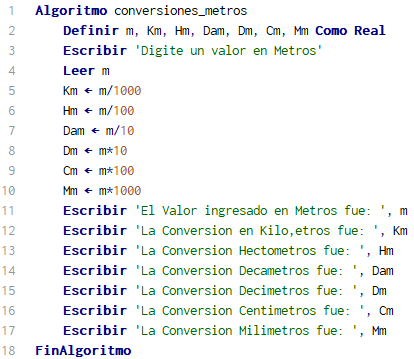 1 Algoritmo conversiones_metros
2 Definir m, Km, Hm, Dam, Dm, Cm, Mm Como Real
3 Escribir 'Digite un valor en Metros'
4 Leer m
5 Km ← m/1000
6 Hm ← m/100
7 Dam ← m/10
8 Dm ← m*10
9 Cm ← m*100
10 Mm ← m*1000
11 Escribir 'El Valor ingresado en Metros fue: ', m
12 Escribir 'La Conversion en Kilo,etros fue: ', Km
13 Escribir 'La Conversion Hectometros fue: ', Hm
14 Escribir 'La Conversion Decametros fue: ', Dam
15 Escribir 'La Conversion Decimetros fue: ', Dm
16 Escribir 'La Conversion Centimetros fue: ', Cm
17 Escribir 'La Conversion Milimetros fue: ', Mm
18 FinAlgoritmo